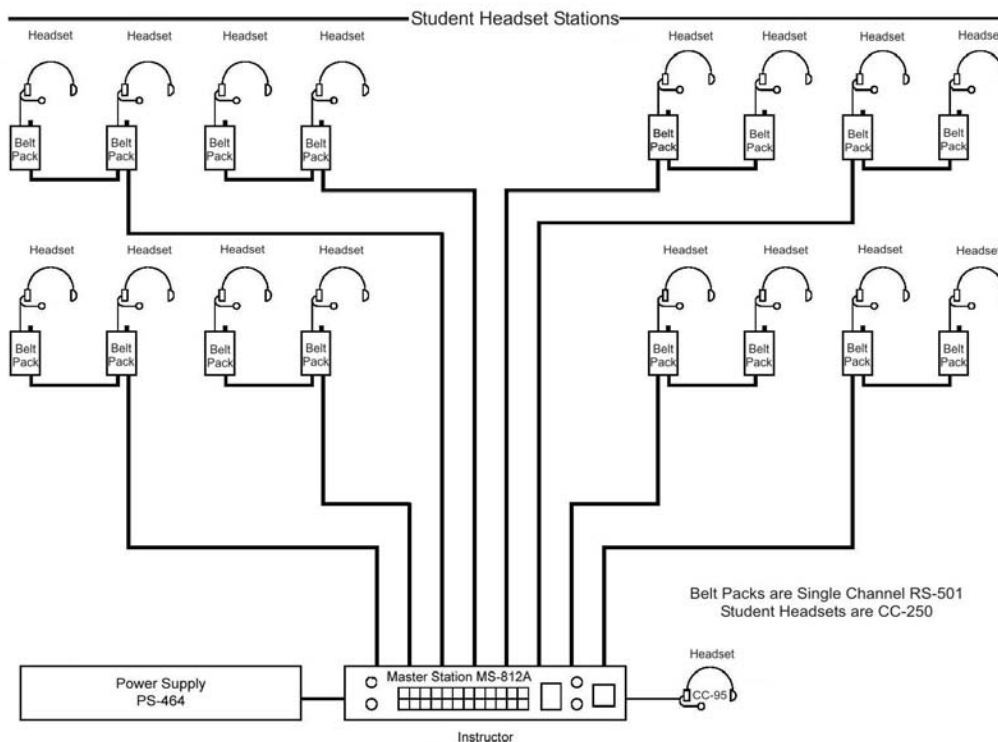 Student Headset Stations
Headset Headset Headset Headset Headset Headset Headset Headset
Belt Pack Belt Pack Belt Pack Belt Pack Belt Pack Belt Pack Belt Pack Belt Pack
Headset Headset Headset Headset Headset Headset Headset Headset
Belt Pack Belt Pack Belt Pack Belt Pack Belt Pack Belt Pack Belt Pack Belt Pack
Belt Packs are Single Channel RS-501
Student Headsets are CC-250
Power Supply
PS-464
Master Station MS-812A
Instructor
Headset
CC-95